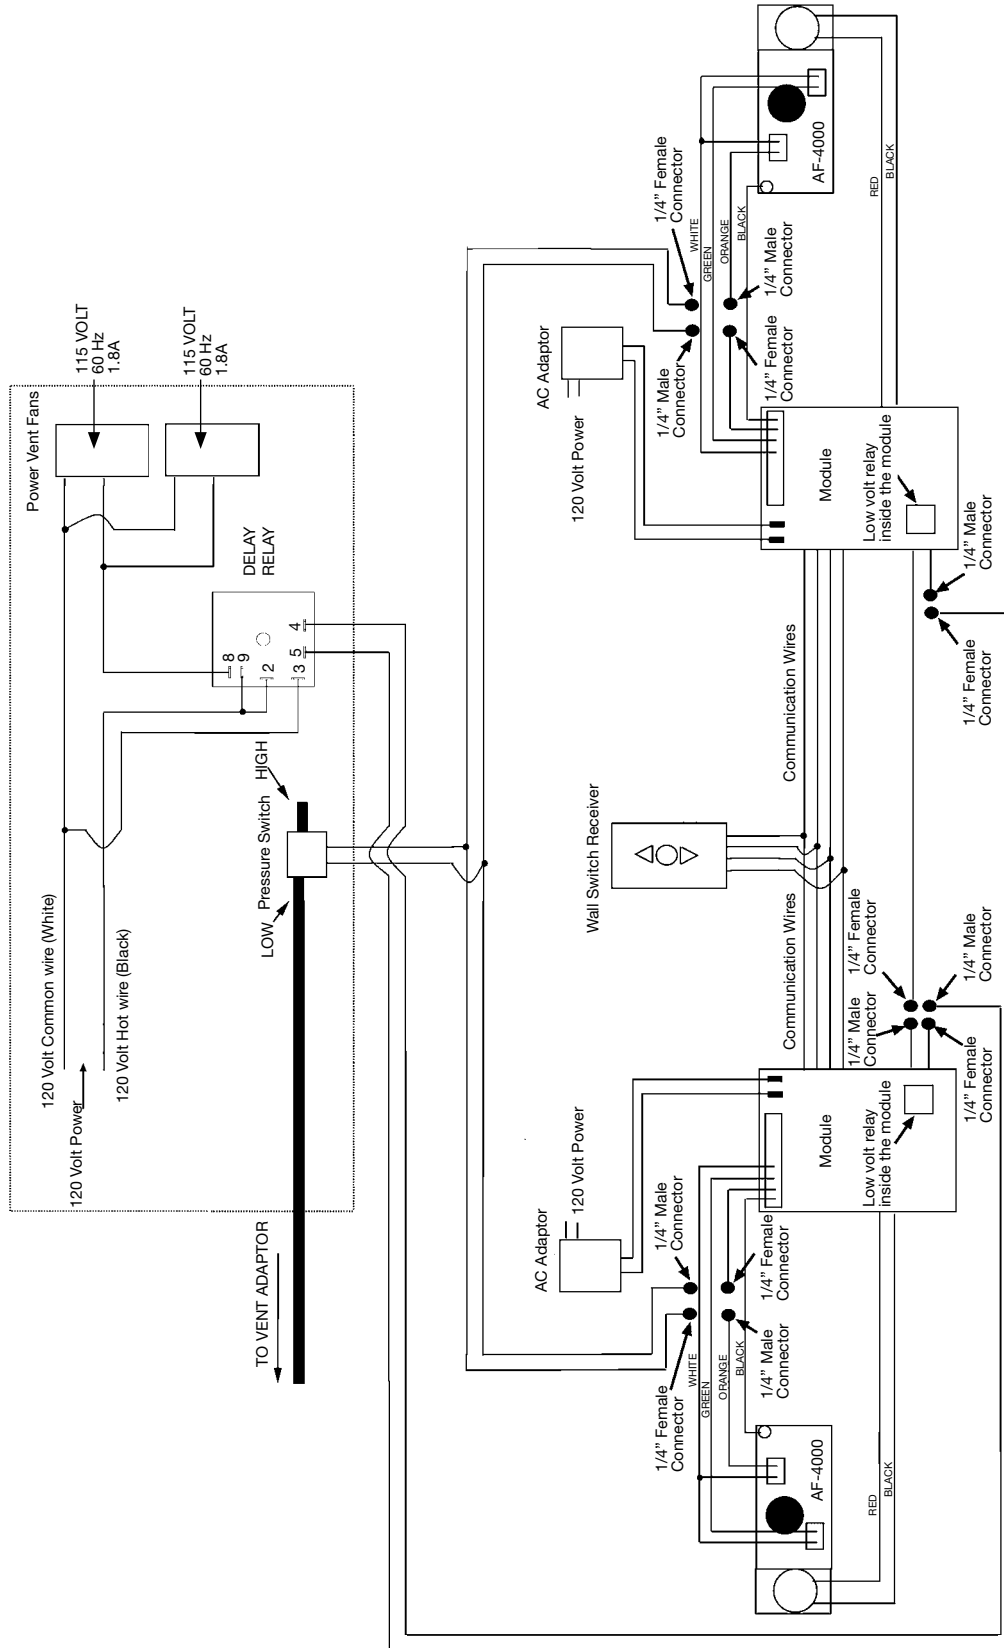 Power Vent Fans
115 VOLT
60 Hz
1.8A
115 VOLT
60 Hz
1.8A
DELAY
RELAY
8
9
2
3
5
4
HIGH
Pressure Switch
LOW
120 Volt Common wire (White)
120 Volt Hot wire (Black)
120 Volt Power
TO VENT ADAPTOR
AC Adaptor
120 Volt Power
1/4” Female
Connector
1/4” Male
Connector
WHITE
GREEN
ORANGE
BLACK
1/4” Male
Connector
1/4” Female
Connector
AF-4000
RED
BLACK
Module
Low volt relay
inside the module
1/4” Male
Connector
1/4” Female
Connector
Communication Wires
Wall Switch Receiver
Communication Wires
1/4” Female
Connector
1/4” Male
Connector
1/4” Male
Connector
1/4” Female
Connector
Module
Low volt relay
inside the module
AC Adaptor
120 Volt Power
1/4” Male
Connector
1/4” Female
Connector
1/4” Female
Connector
1/4” Male
Connector
WHITE
GREEN
ORANGE
BLACK
AF-4000
RED
BLACK